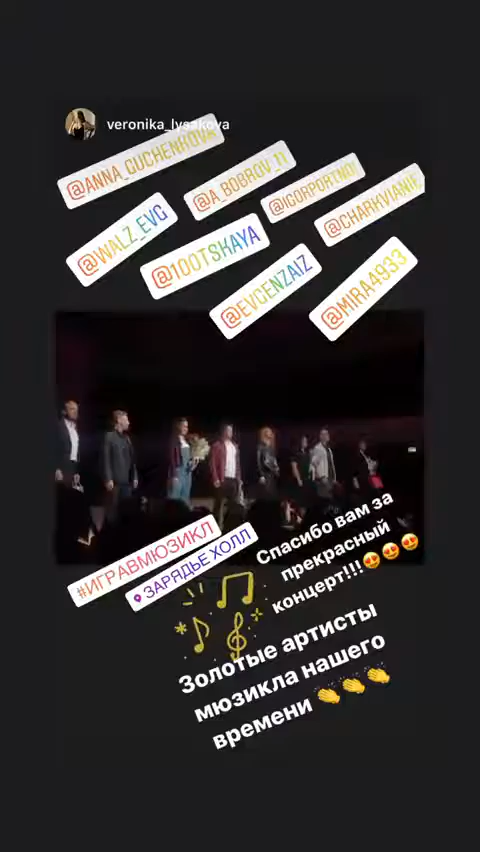 veronika_lysakova
@ANNA_GUCHENKOVA
@A_BOBROV_11
@IGORPORTNOI
@CHARKVIANIE
@WALZ_EVG
@100TSKAYA
@EVGENZAIZ
@MIRA4933
#ИГРАВМЮЗИКЛ
ЗАРЯДЬЕ ХОЛЛ
Спасибо вам за
прекрасный
концерт!!!😍😍😍
Золотые артисты
мюзикла нашего
времени 👏👏👏